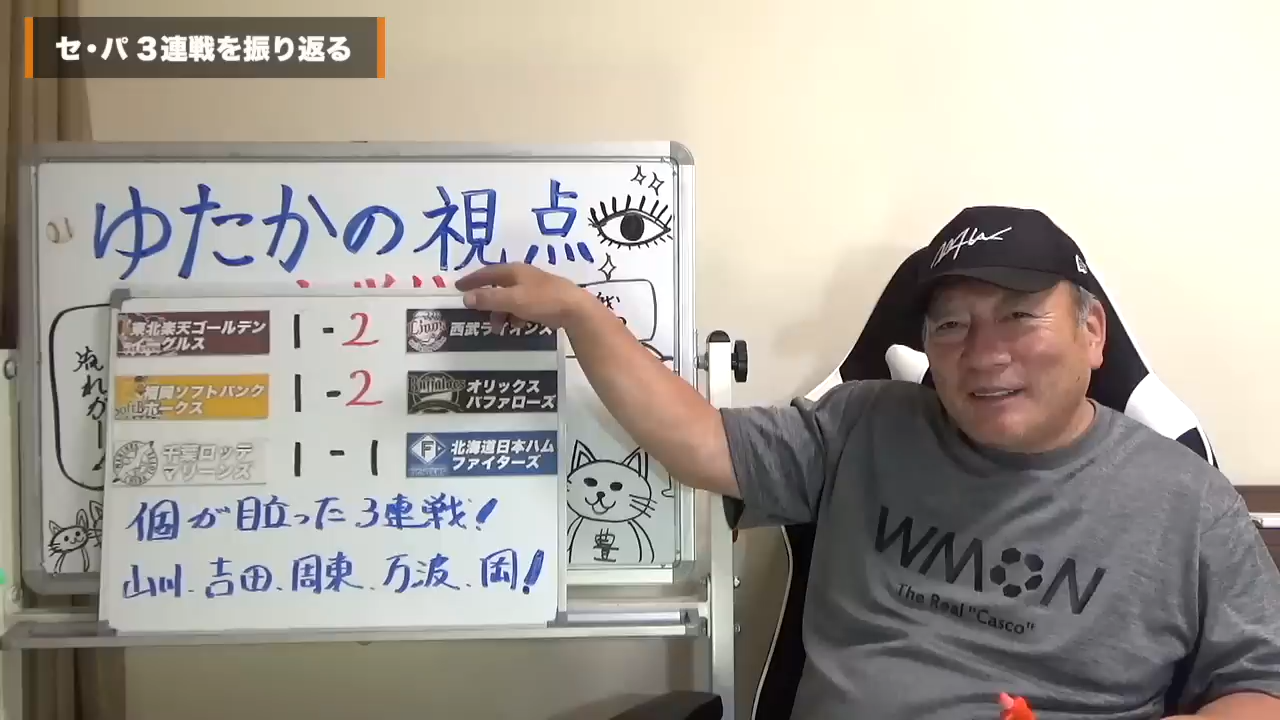 セ・パ 3連戦を振り返る
ゆたかの視点
東北楽天ゴールデン
イーグルス
1-2
西武ライオンズ
福岡ソフトバンク
ホークス
1-2
Buffaloes
オリックス
バファローズ
千葉ロッテ
マリーンズ
1-1
F
北海道日本ハム
ファイターズ
個が目立った3連戦!
山川、吉田、周東、万波、岡!
流れが
豊
WMON
The Real "Casco"